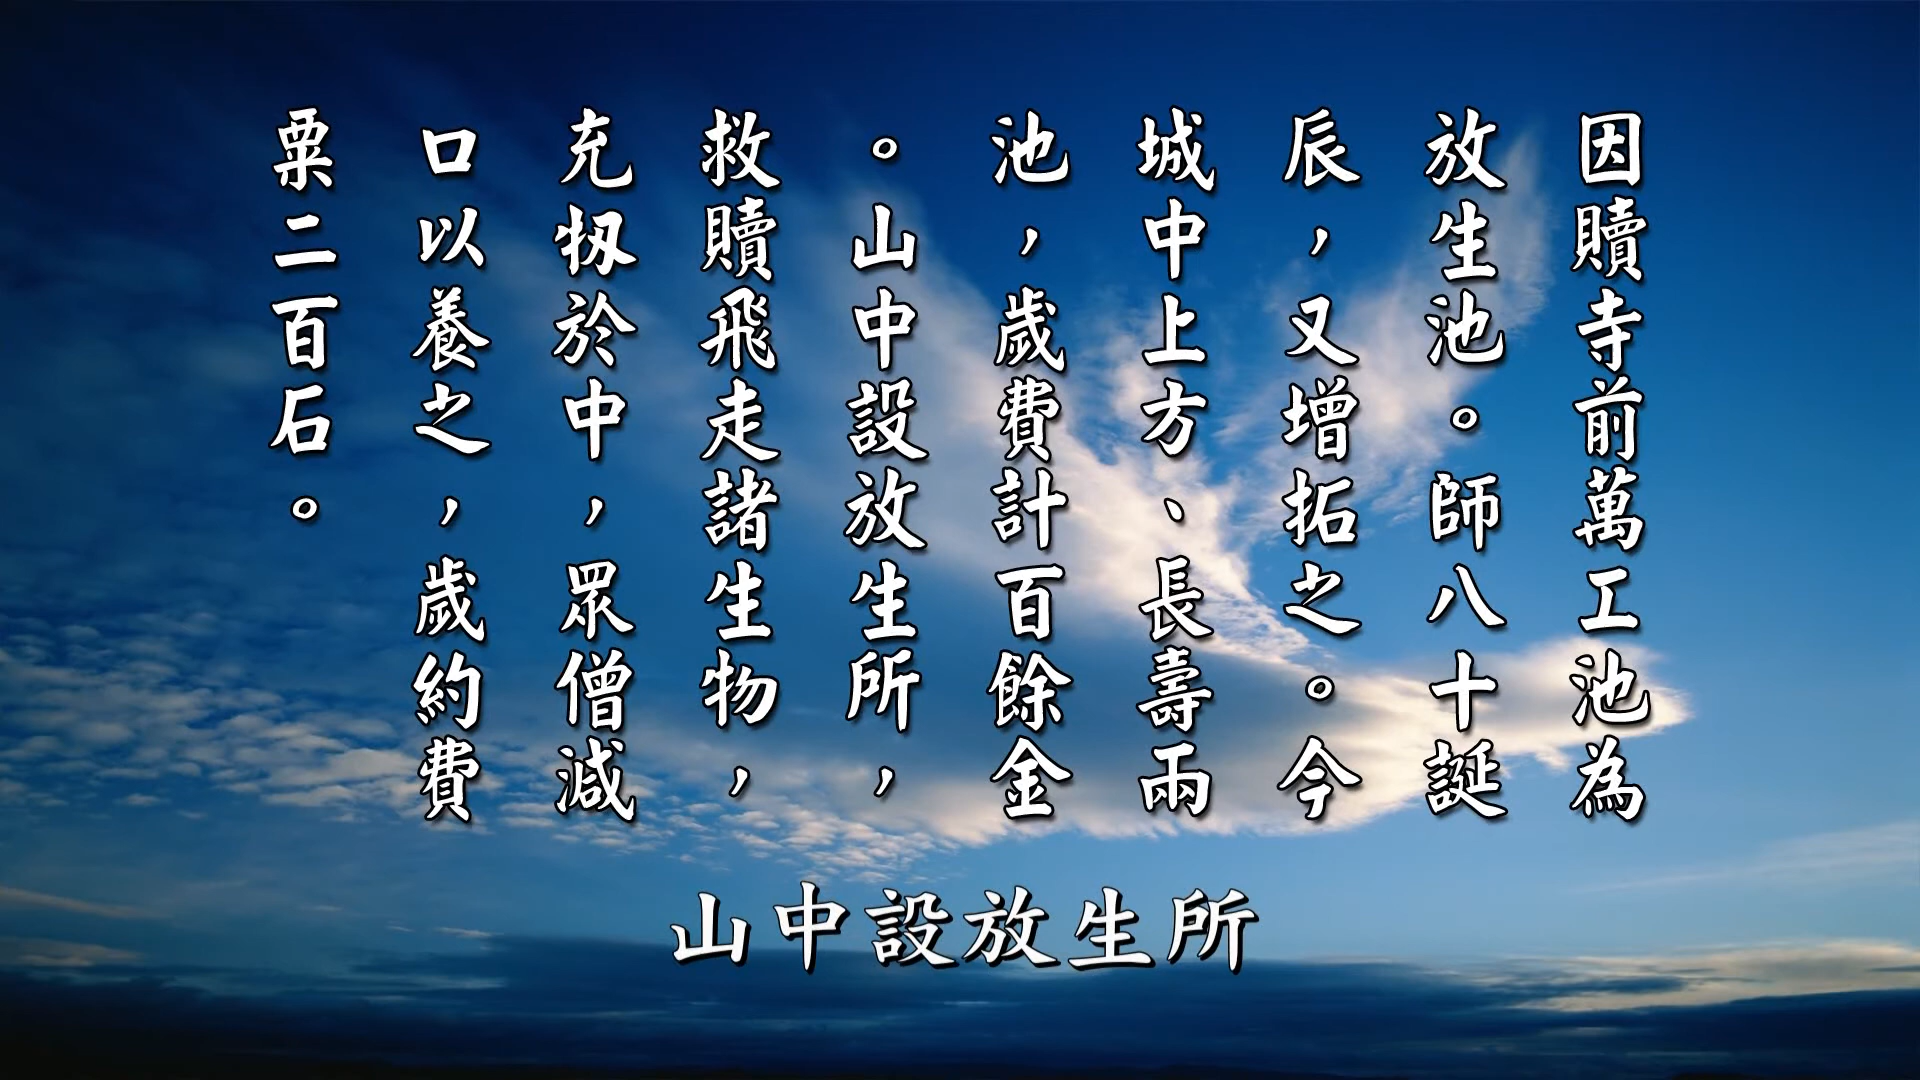 因贖寺前萬工池為
放生池。師八十誕
辰，又增拓之。今
城中上方、長壽兩
池，歲費計百餘金
。山中設放生所，
救贖飛走諸生物，
充牣於中，眾僧減
口以養之，歲約費
粟二百石。
山中設放生所